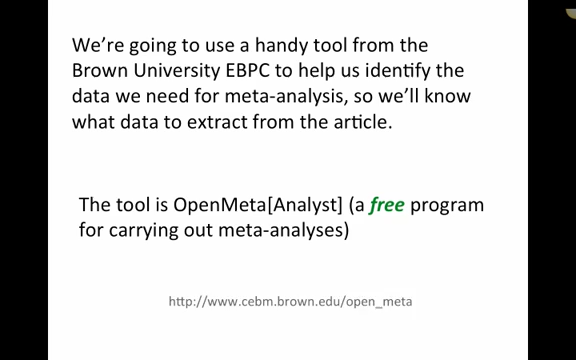 We're going to use a handy tool from the
Brown University EBPC to help us identify the
data we need for meta-analysis, so we'll know
what data to extract from the article.
The tool is OpenMeta[Analyst] (a free program
for carrying out meta-analyses)
http://www.cebm.brown.edu/open_meta